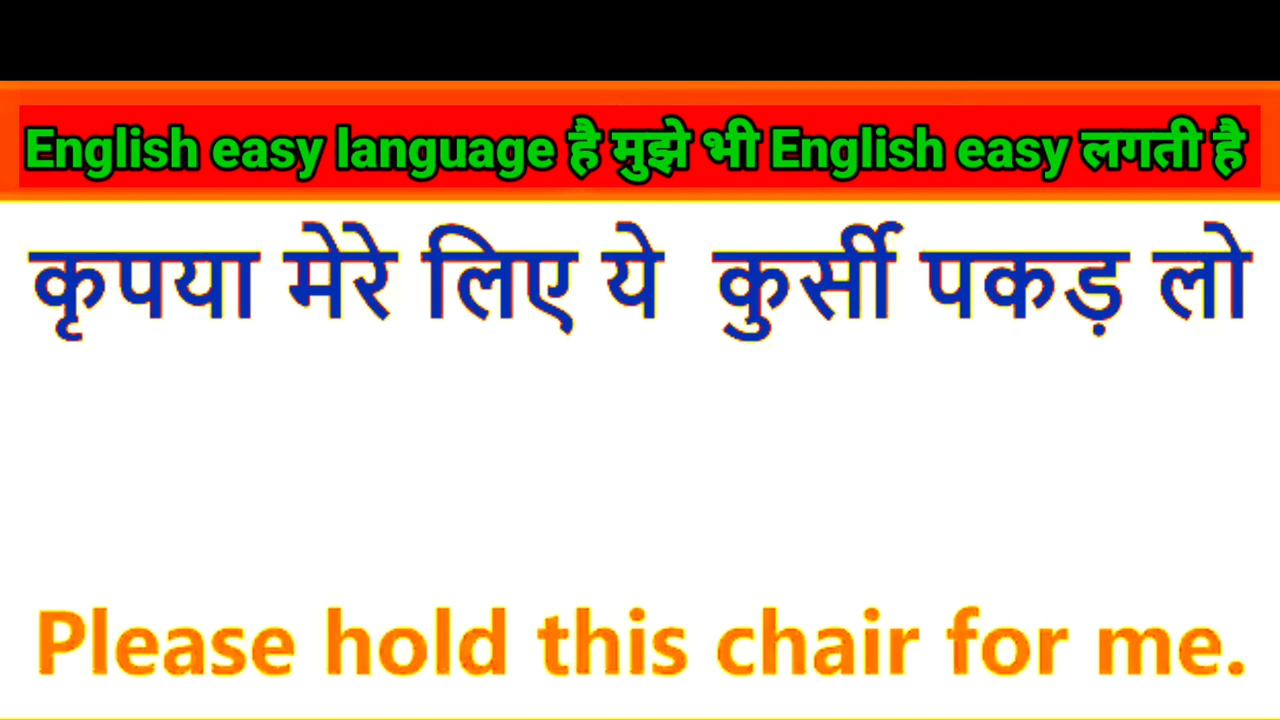 English easy language है मुझे भी English easy लगती है
कृपया मेरे लिए ये कुर्सी पकड़ लो
Please hold this chair for me.